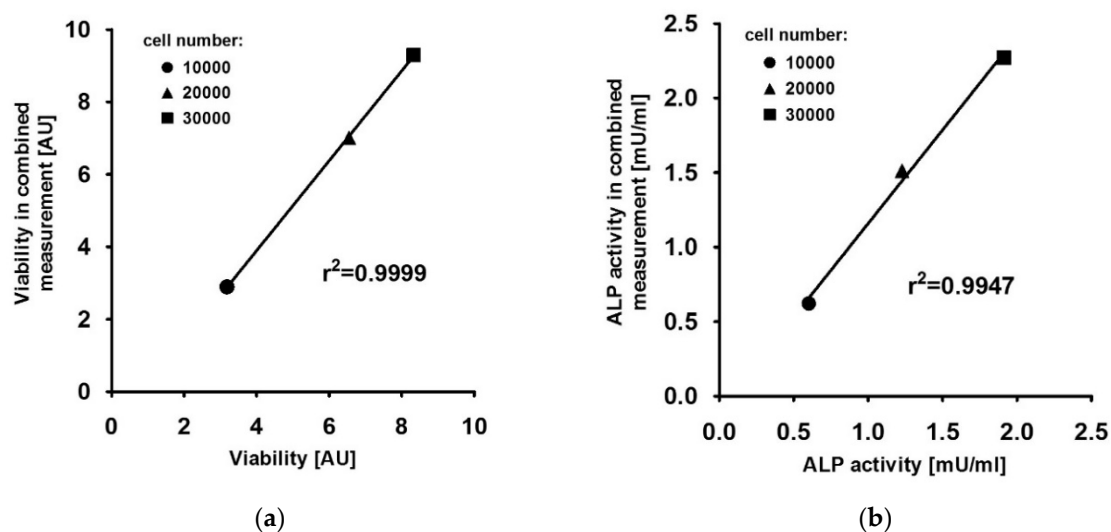 cell number:
10000
20000
30000
Viability in combined
measurement [AU]
10
8
6
4
2
0
r²=0.9999
0 2 4 6 8 10
Viability [AU]
(a)
cell number:
10000
20000
30000
ALP activity in combined
measurement [mU/ml]
2.5
2.0
1.5
1.0
0.5
0.0
r²=0.9947
0.0 0.5 1.0 1.5 2.0 2.5
ALP activity [mU/ml]
(b)